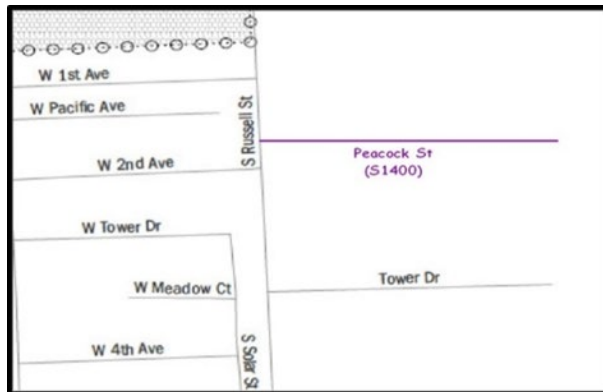 W 1st Ave
W Pacific Ave
S Russell St
W 2nd Ave
Peacock St
(S1400)
W Tower Dr
W Meadow Ct
Tower Dr
W 4th Ave
S Solar St